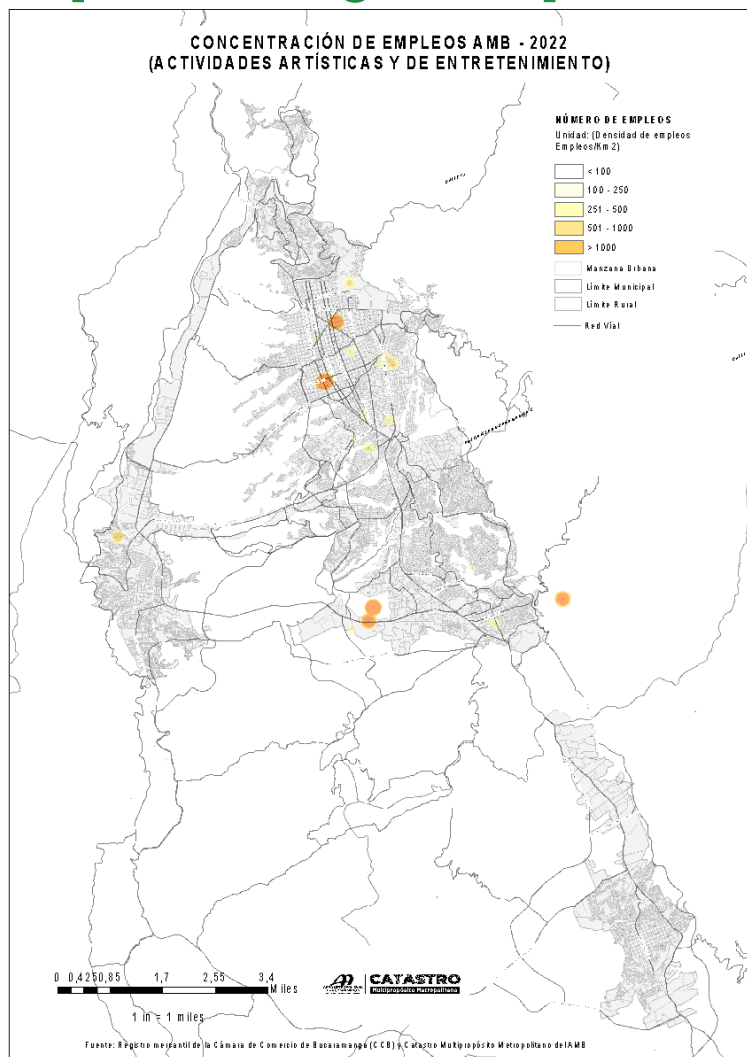 CONCENTRACIÓN DE EMPLEOS AMB - 2022
(ACTIVIDADES ARTÍSTICAS Y DE ENTRETENIMIENTO)
NÚMERO DE EMPLEOS
Unidad: (Densidad de empleos
Empleos/Km2)
< 100
100 - 250
251 - 500
501 - 1000
> 1000
Manzana Urbana
Límite Municipal
Límite Rural
Red Vial
0 0,425 0,85 1,7 2,55 3,4
Miles
1 in = 1 miles
CATASTRO
Multipropósito Metropolitano
Fuente: Registro mercantil de la Cámara de Comercio de Bucaramanga (CCB) y Catastro Multipropósito Metropolitano del AMB